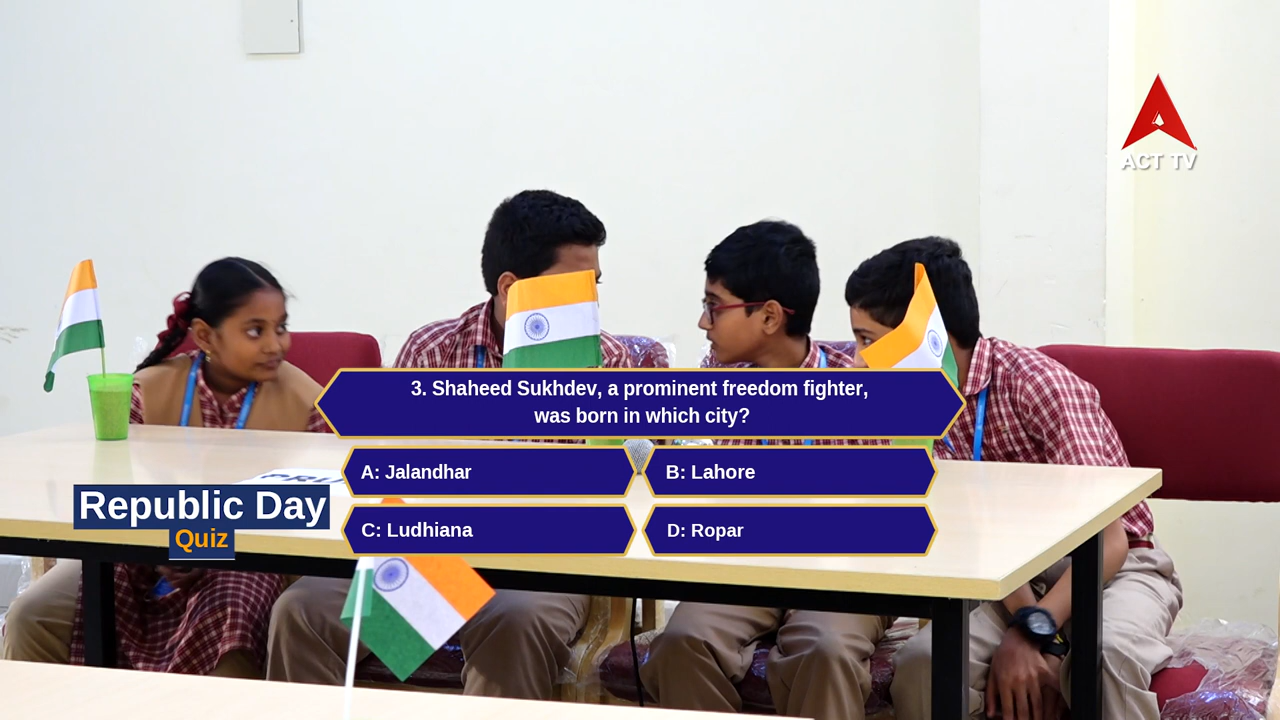 ACT TV
3. Shaheed Sukhdev, a prominent freedom fighter,
was born in which city?
A: Jalandhar
B: Lahore
C: Ludhiana
D: Ropar
Republic Day
Quiz